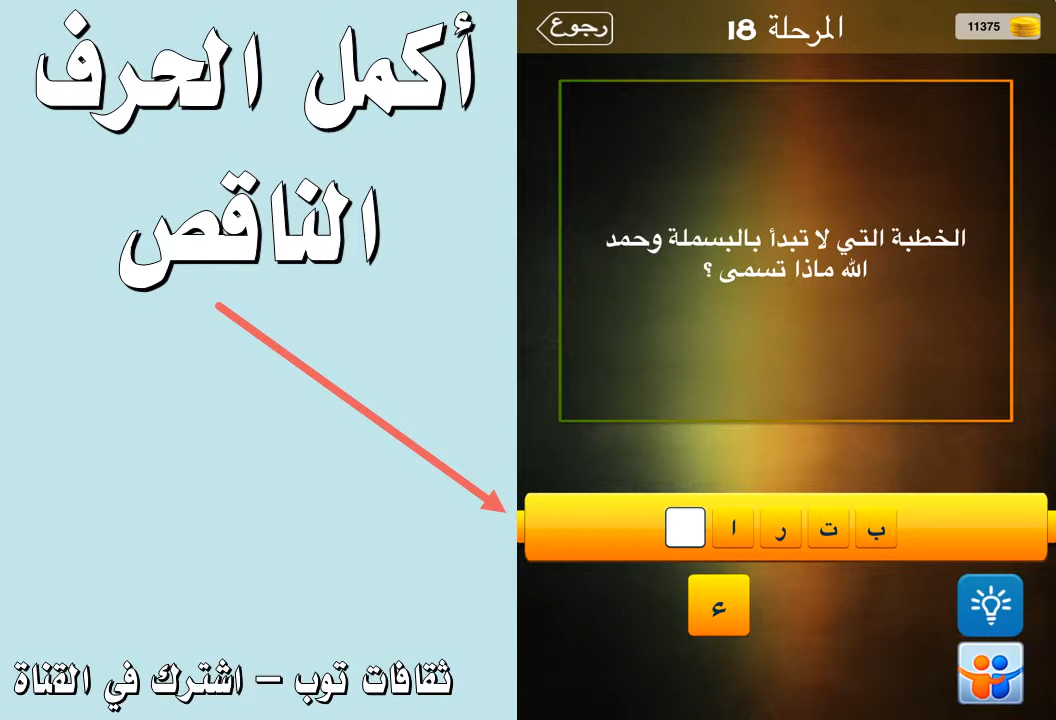 أكمل الحرف
الناقص
ثقافات توب – اشترك في القناة
رجوع
المرحلة 18
11375
الخطبة التي لا تبدأ بالبسملة وحمد
الله ماذا تسمى ؟
ب ت ر ا
ء